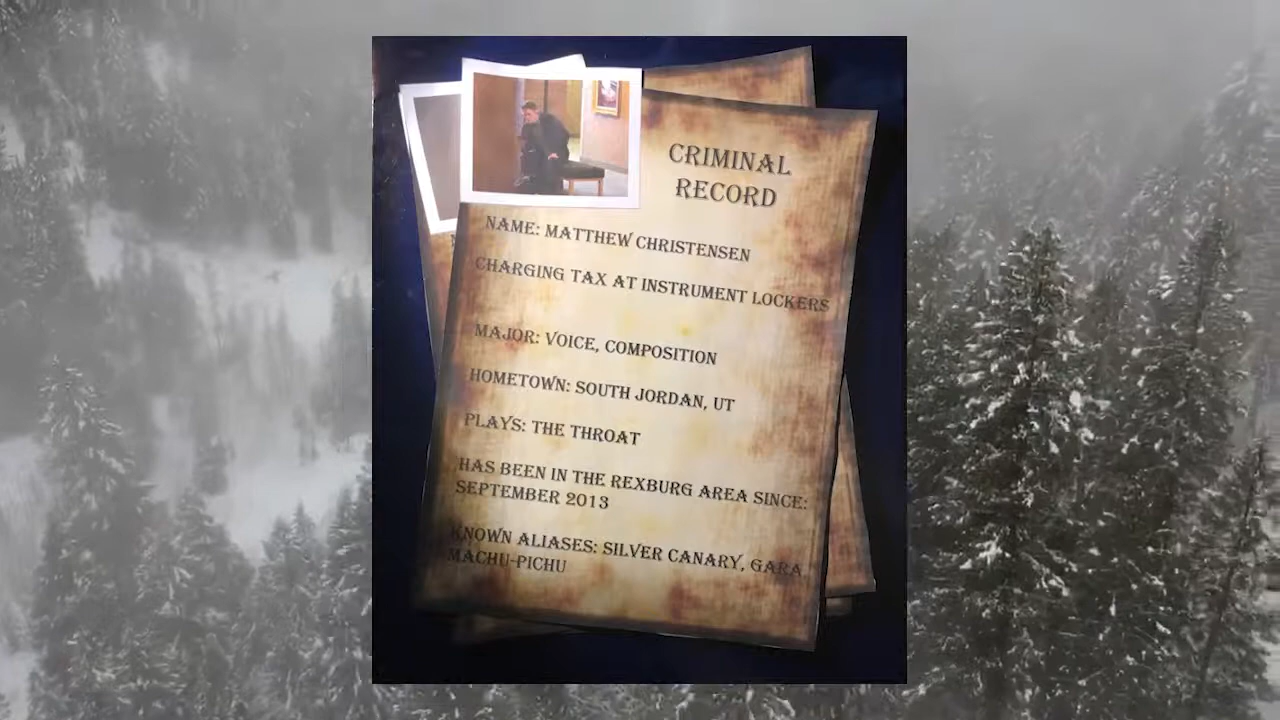 CRIMINAL
RECORD
NAME: MATTHEW CHRISTENSEN
CHARGING TAX AT INSTRUMENT LOCKERS
MAJOR: VOICE, COMPOSITION
HOMETOWN: SOUTH JORDAN, UT
PLAYS: THE THROAT
HAS BEEN IN THE REXBURG AREA SINCE:
SEPTEMBER 2013
KNOWN ALIASES: SILVER CANARY, GARA
MACHU-PICHU